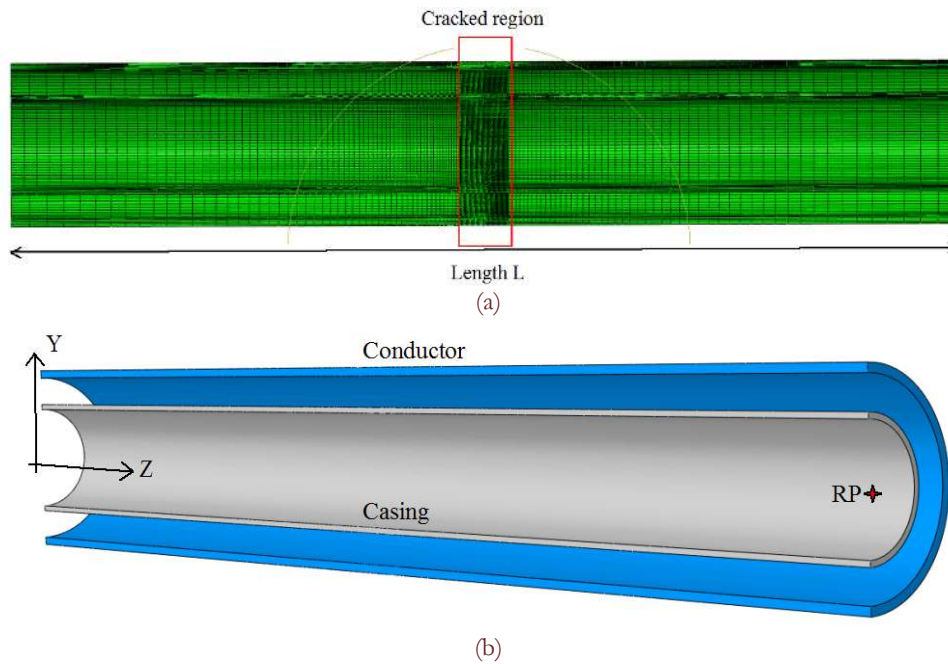 Cracked region
Length L
(a)
Y
Conductor
Z
RP
Casing
(b)